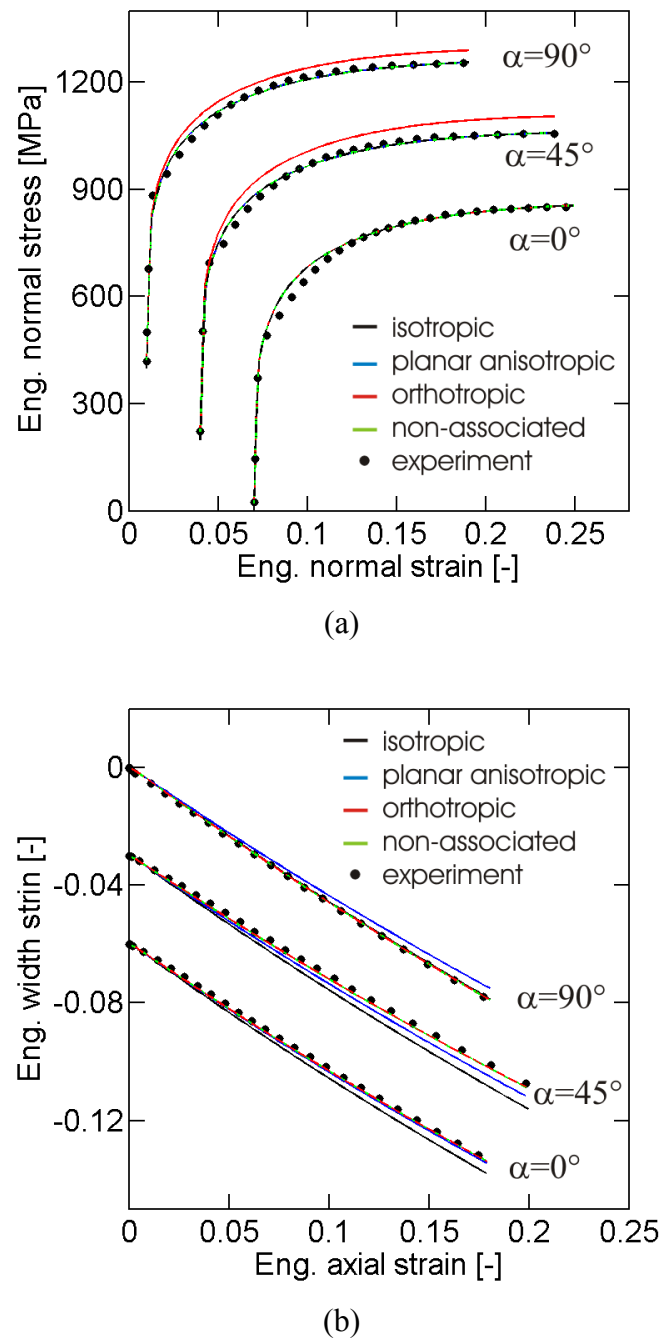 1200
900
600
300
0
Eng. normal stress [MPa]
α=90°
α=45°
α=0°
isotropic
planar anisotropic
orthotropic
non-associated
experiment
0 0.05 0.1 0.15 0.20 0.25
Eng. normal strain [-]
(a)
0
-0.04
-0.08
-0.12
Eng. width strin [-]
isotropic
planar anisotropic
orthotropic
non-associated
experiment
α=90°
α=45°
α=0°
0 0.05 0.1 0.15 0.20 0.25
Eng. axial strain [-]
(b)